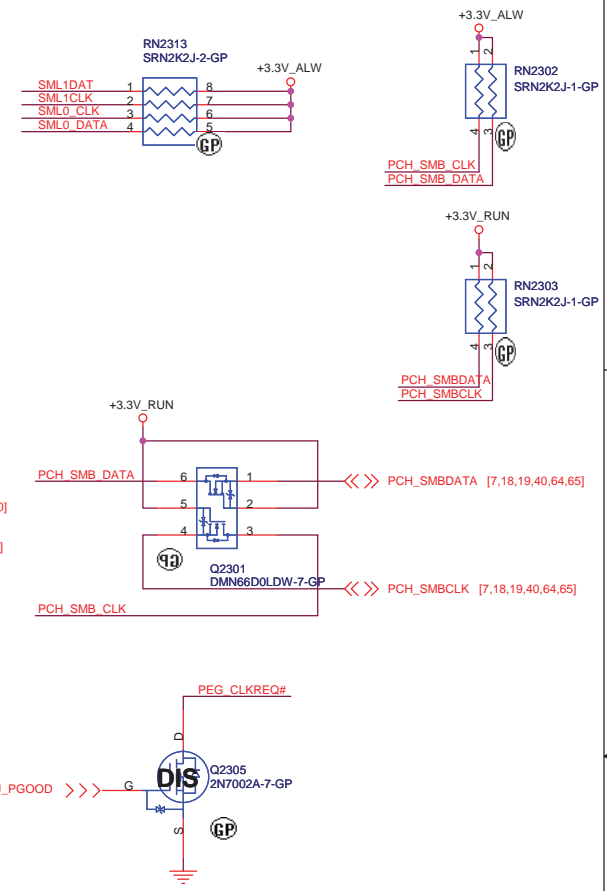 +3.3V_ALW
RN2313
SRN2K2J-2-GP
+3.3V_ALW
SML1DAT 1 8
SML1CLK 2 7
SML0_CLK 3 6
SML0_DATA 4 5
GP
1 2
RN2302
SRN2K2J-1-GP
4 3
GP
PCH_SMB_CLK
PCH_SMB_DATA
+3.3V_RUN
1 2
RN2303
SRN2K2J-1-GP
4 3
GP
PCH_SMBDATA
PCH_SMBCLK
+3.3V_RUN
PCH_SMB_DATA 6 1 PCH_SMBDATA [7,18,19,40,64,65]
5 2
4 3
GP
Q2301
DMN66D0LDW-7-GP
PCH_SMBCLK [7,18,19,40,64,65]
PCH_SMB_CLK
PEG_CLKREQ#
D
Q2305
DIS
2N7002A-7-GP
_PGOOD G
S
GP